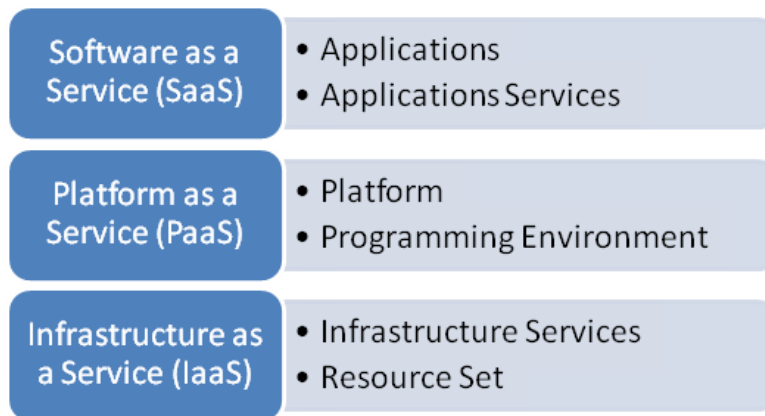 Software as a
Service (SaaS)
• Applications
• Applications Services
Platform as a
Service (PaaS)
• Platform
• Programming Environment
Infrastructure as
a Service (IaaS)
• Infrastructure Services
• Resource Set